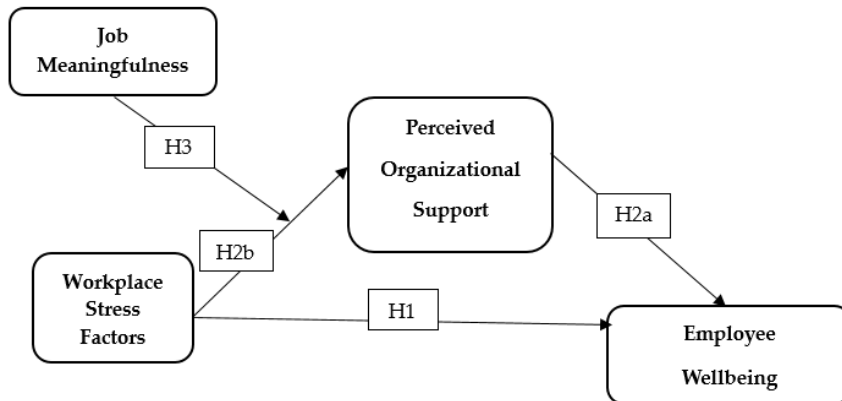 Job
Meaningfulness
H3
Perceived
Organizational
Support
H2a
H2b
Workplace
Stress
Factors
H1
Employee
Wellbeing